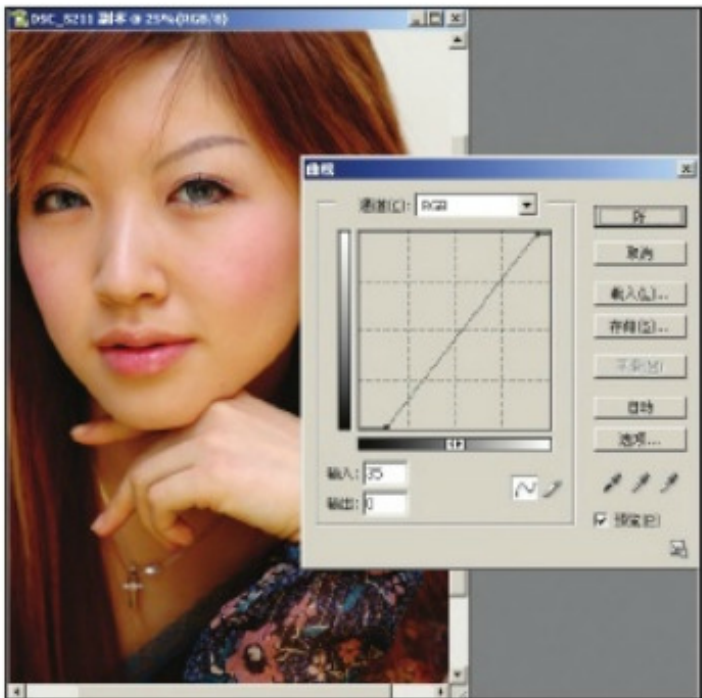 DSC_5211 副本 @ 25%(RGB/8)
曲线
通道(C): RGB
好
取消
载入(L)...
存储(S)...
平滑(M)
自动
选项...
输入: 35
输出: 0
预览(P)